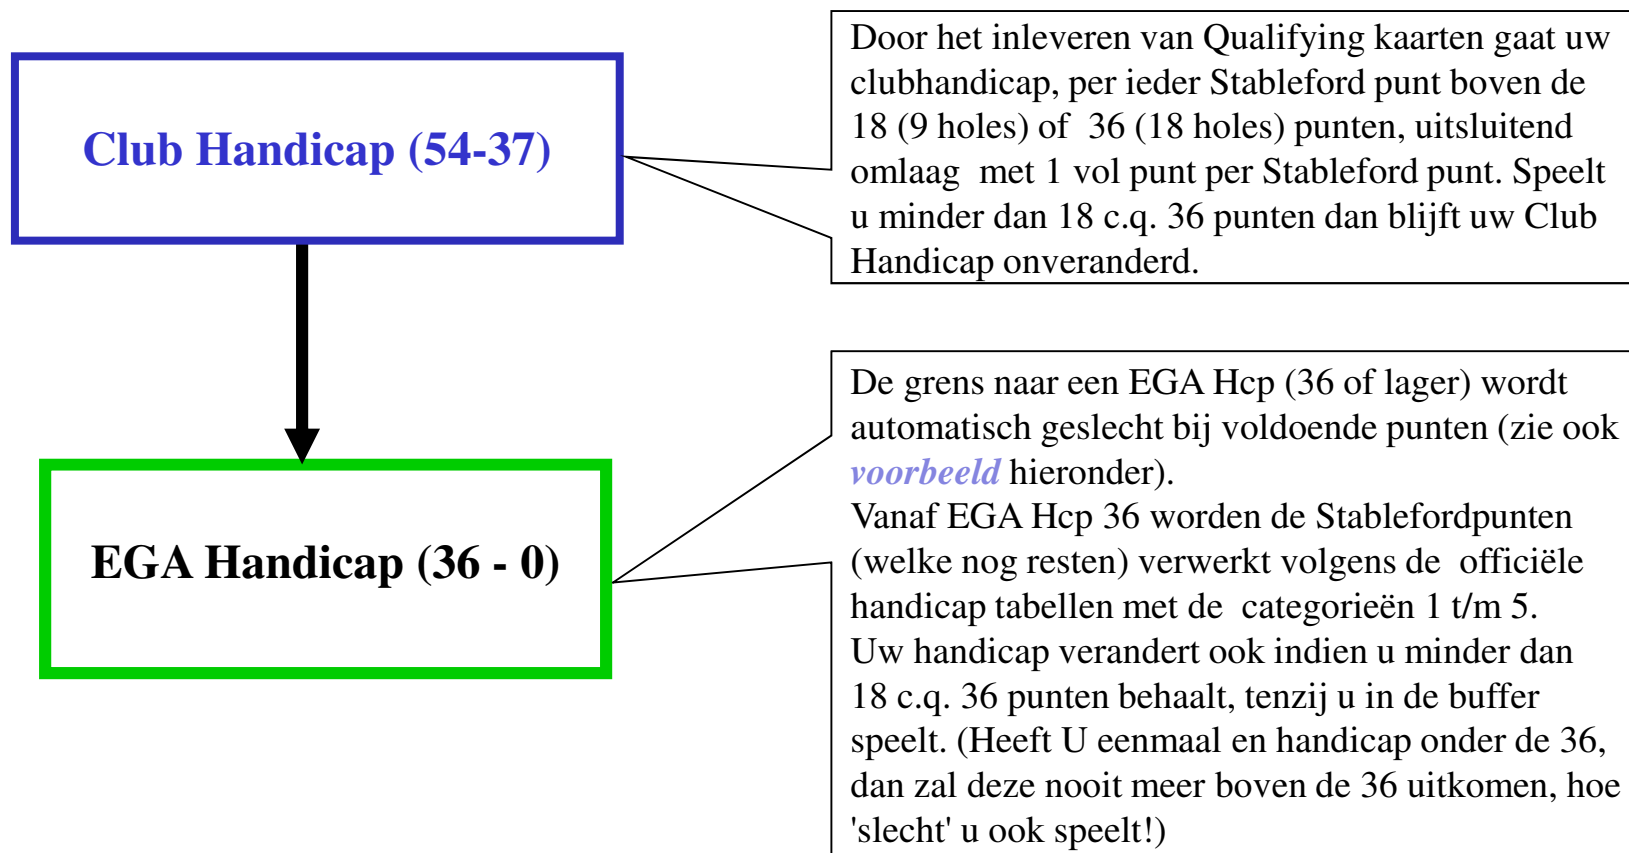 Club Handicap (54-37)
Door het inleveren van Qualifying kaarten gaat uw
clubhandicap, per ieder Stableford punt boven de
18 (9 holes) of 36 (18 holes) punten, uitsluitend
omlaag met 1 vol punt per Stableford punt. Speelt
u minder dan 18 c.q. 36 punten dan blijft uw Club
Handicap onveranderd.
EGA Handicap (36 - 0)
De grens naar een EGA Hcp (36 of lager) wordt
automatisch geslecht bij voldoende punten (zie ook
voorbeeld hieronder).
Vanaf EGA Hcp 36 worden de Stablefordpunten
(welke nog resten) verwerkt volgens de officiële
handicap tabellen met de categorieën 1 t/m 5.
Uw handicap verandert ook indien u minder dan
18 c.q. 36 punten behaalt, tenzij u in de buffer
speelt. (Heeft U eenmaal en handicap onder de 36,
dan zal deze nooit meer boven de 36 uitkomen, hoe
'slecht' u ook speelt!)